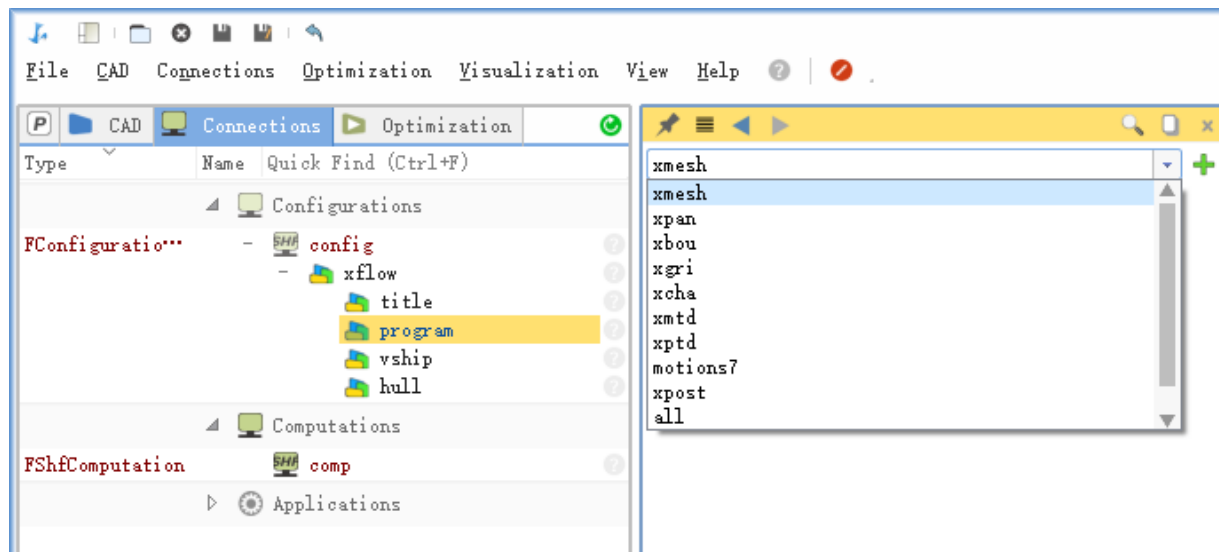 File CAD Connections Optimization Visualization View Help
P CAD Connections Optimization
Type Name Quick Find (Ctrl+F)
Configurations
FConfiguratio··· config
xflow
title
program
vship
hull
Computations
FShfComputation comp
Applications
xmesh
xmesh
xpan
xbou
xgri
xcha
xmtd
xptd
motions7
xpost
all